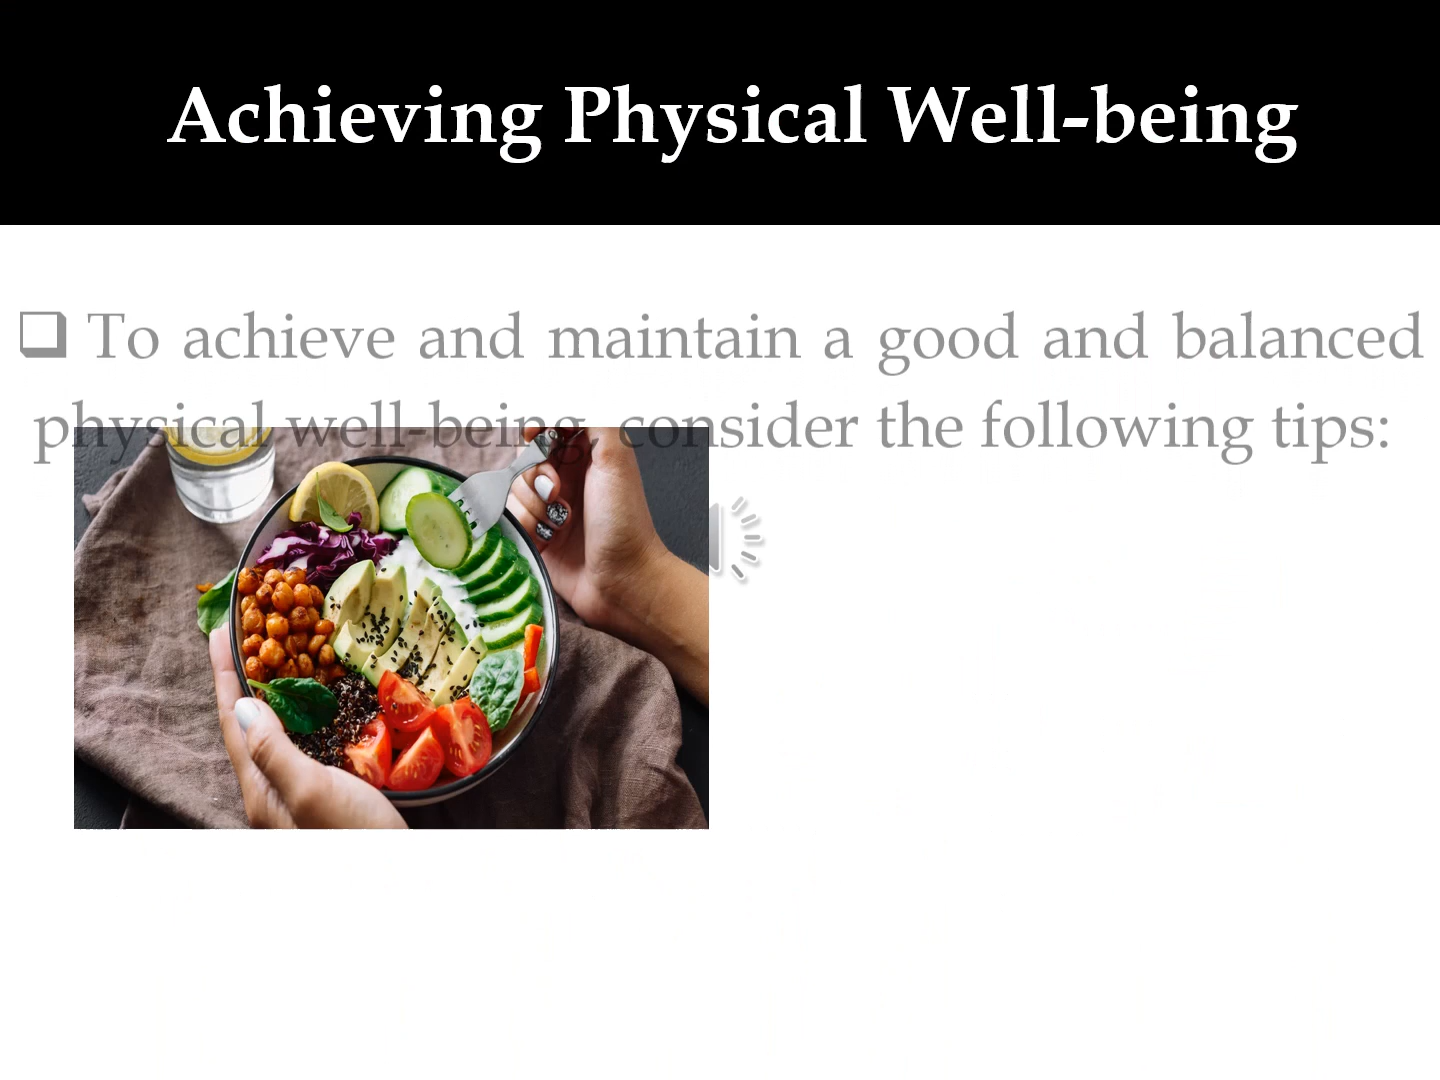 Achieving Physical Well-being
❑ To achieve and maintain a good and balanced
physical well-being, consider the following tips: